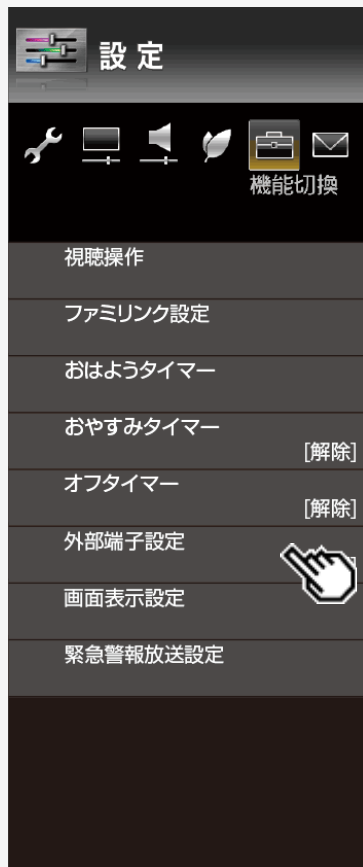 設定
機能切換
視聴操作
ファミリンク設定
おはようタイマー
おやすみタイマー
[解除]
オフタイマー
[解除]
外部端子設定
画面表示設定
緊急警報放送設定